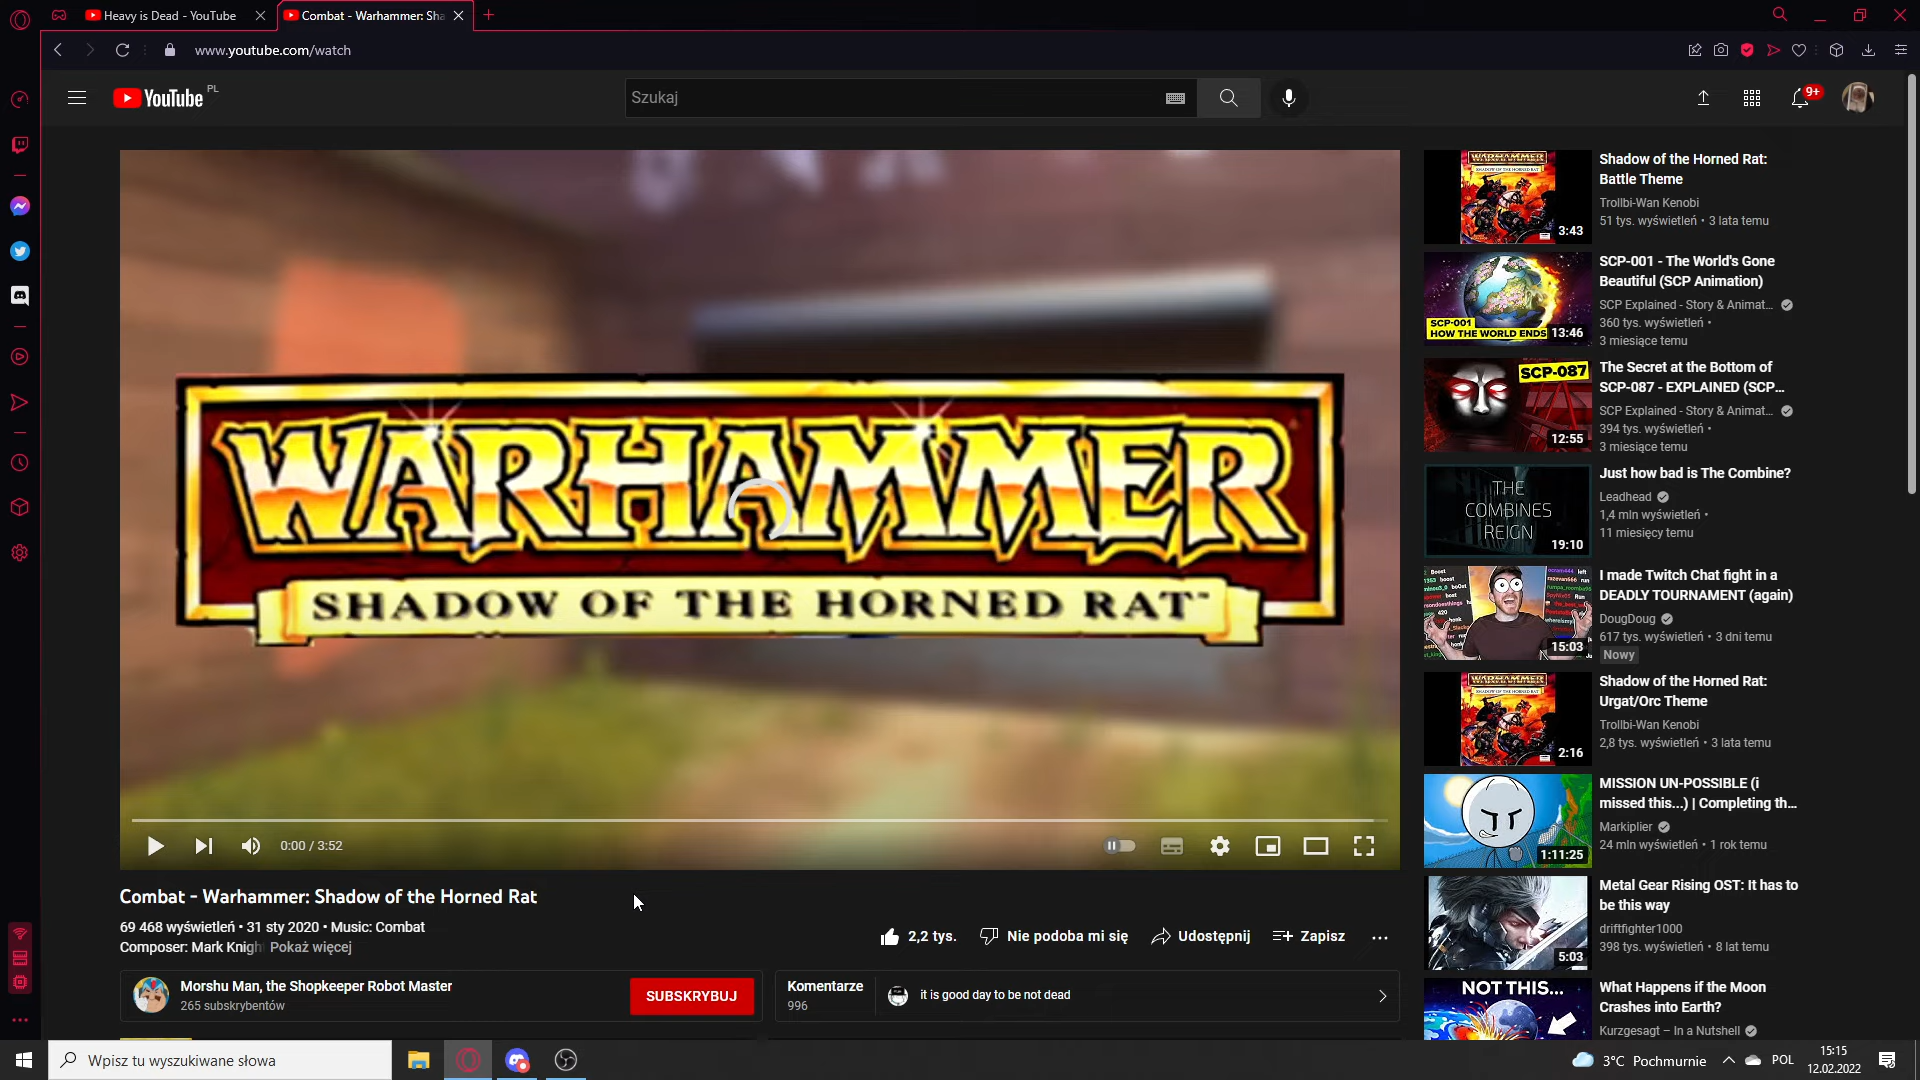 Heavy is Dead - YouTube
Combat - Warhammer: Sha
www.youtube.com/watch
YouTube PL
Szukaj
9+
WARHAMMER
SHADOW OF THE HORNED RAT™
0:00 / 3:52
Combat - Warhammer: Shadow of the Horned Rat
69 468 wyświetleń • 31 sty 2020 • Music: Combat
Composer: Mark Knigh Pokaż więcej
2,2 tys.
Nie podoba mi się
Udostępnij
Zapisz
Morshu Man, the Shopkeeper Robot Master
265 subskrybentów
SUBSKRYBUJ
Komentarze
996
it is good day to be not dead
WARHAMMER
SHADOW OF THE HORNED RAT
3:43
Shadow of the Horned Rat:
Battle Theme
Trollbi-Wan Kenobi
51 tys. wyświetleń • 3 lata temu
SCP-001
HOW THE WORLD ENDS
13:46
SCP-001 - The World's Gone
Beautiful (SCP Animation)
SCP Explained - Story & Animat...
360 tys. wyświetleń •
3 miesiące temu
SCP-087
12:55
The Secret at the Bottom of
SCP-087 - EXPLAINED (SCP...
SCP Explained - Story & Animat...
394 tys. wyświetleń •
3 miesiące temu
THE
COMBINES
REIGN
19:10
Just how bad is The Combine?
Leadhead
1,4 mln wyświetleń •
11 miesięcy temu
15:03
I made Twitch Chat fight in a
DEADLY TOURNAMENT (again)
DougDoug
617 tys. wyświetleń • 3 dni temu
Nowy
WARHAMMER
SHADOW OF THE HORNED RAT
2:16
Shadow of the Horned Rat:
Urgat/Orc Theme
Trollbi-Wan Kenobi
2,8 tys. wyświetleń • 3 lata temu
1:11:25
MISSION UN-POSSIBLE (i
missed this...) | Completing th...
Markiplier
24 mln wyświetleń • 1 rok temu
5:03
Metal Gear Rising OST: It has to
be this way
driftfighter1000
398 tys. wyświetleń • 8 lat temu
NOT THIS...
What Happens if the Moon
Crashes into Earth?
Kurzgesagt – In a Nutshell
Wpisz tu wyszukiwane słowa
3°C Pochmurnie
POL
15:15
12.02.2022